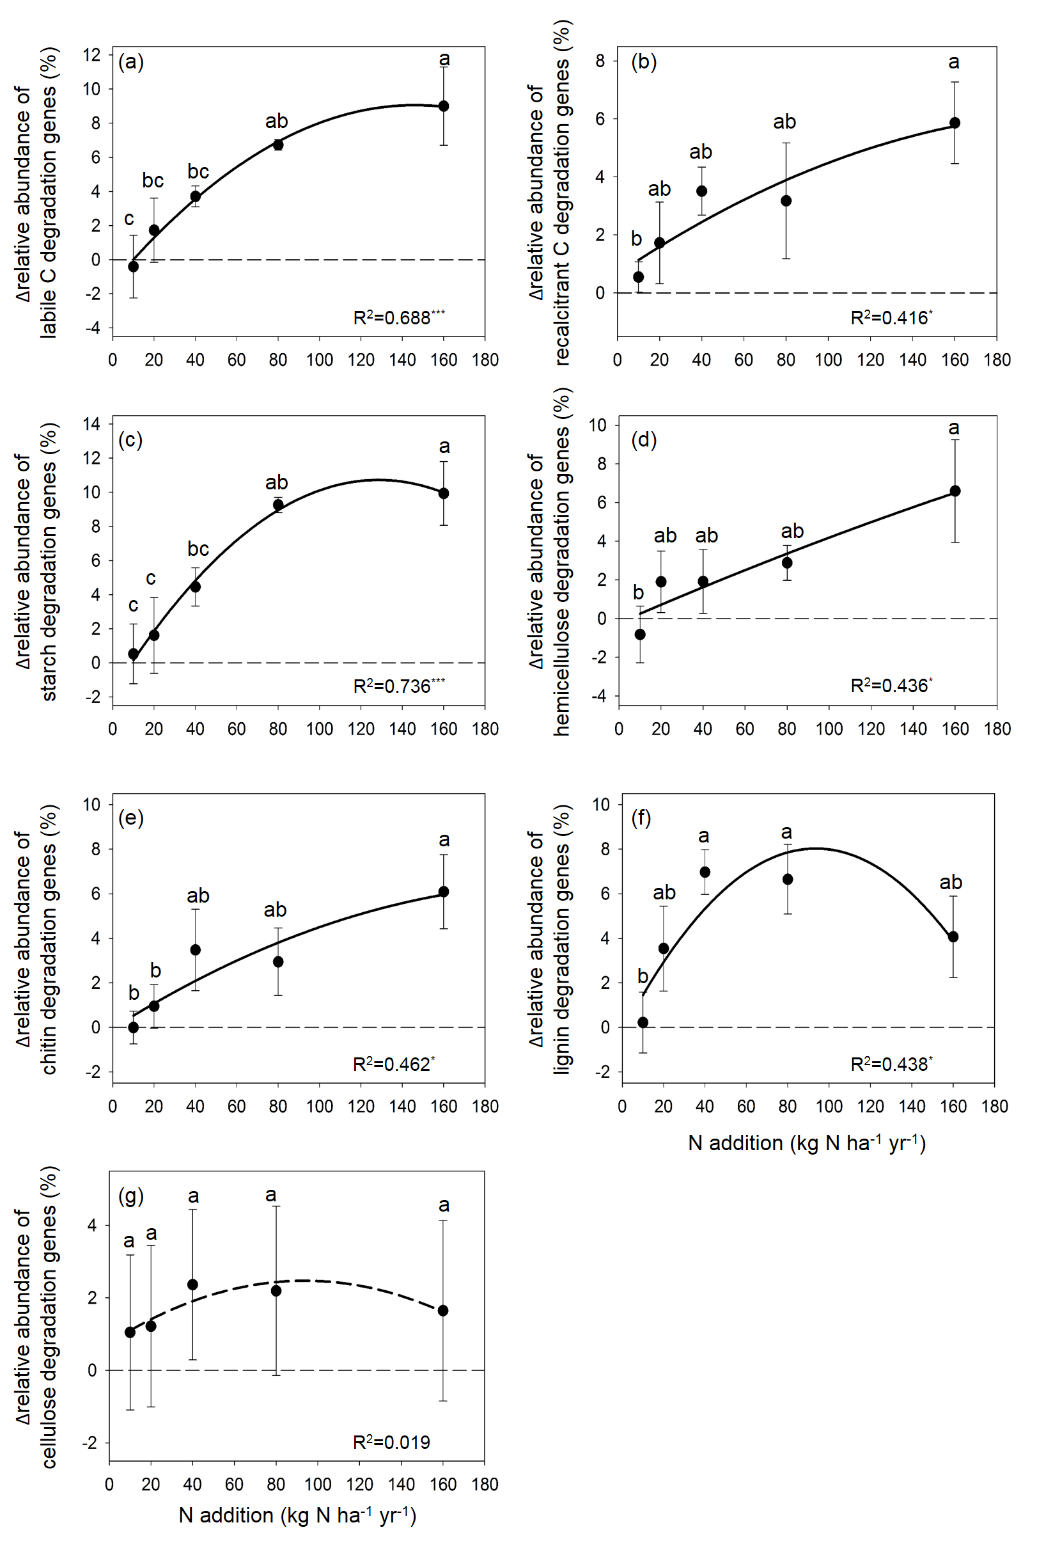 (a)
Δrelative abundance of
labile C degradation genes (%)
12
10
8
6
4
2
0
-2
-4
c
bc
bc
ab
a
R²=0.688***
0 20 40 60 80 100 120 140 160 180
(b)
Δrelative abundance of
recalcitrant C degradation genes (%)
8
6
4
2
0
b
ab
ab
ab
a
R²=0.416*
0 20 40 60 80 100 120 140 160 180
(c)
Δrelative abundance of
starch degradation genes (%)
14
12
10
8
6
4
2
0
-2
c
c
bc
ab
a
R²=0.736***
0 20 40 60 80 100 120 140 160 180
(d)
Δrelative abundance of
hemicellulose degradation genes (%)
10
8
6
4
2
0
-2
-4
b
ab
ab
ab
a
R²=0.436*
0 20 40 60 80 100 120 140 160 180
(e)
Δrelative abundance of
chitin degradation genes (%)
10
8
6
4
2
0
-2
b
b
ab
ab
a
R²=0.462*
0 20 40 60 80 100 120 140 160 180
(f)
Δrelative abundance of
lignin degradation genes (%)
10
8
6
4
2
0
-2
b
ab
a
a
ab
R²=0.438*
0 20 40 60 80 100 120 140 160 180
N addition (kg N ha⁻¹ yr⁻¹)
(g)
Δrelative abundance of
cellulose degradation genes (%)
4
2
0
-2
a
a
a
a
a
R²=0.019
0 20 40 60 80 100 120 140 160 180
N addition (kg N ha⁻¹ yr⁻¹)